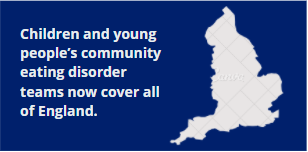 Children and young
people's community
eating disorder
teams now cover all
of England.